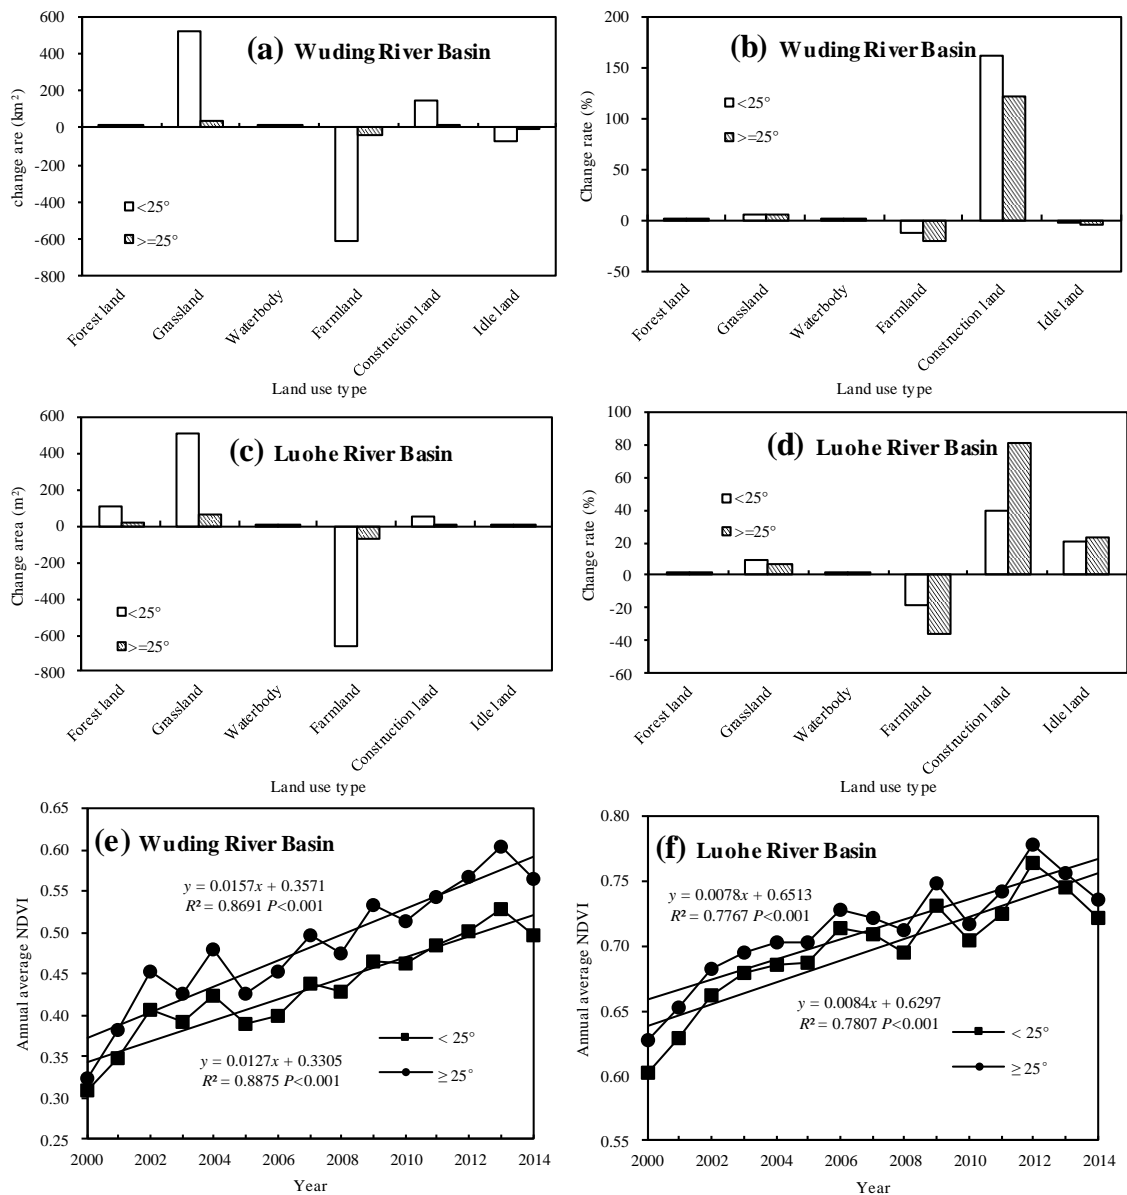 (a) Wuding River Basin
change are (km²)
600
400
200
0
-200
-400
-600
-800
<25°
>=25°
Forest land
Grassland
Waterbody
Farmland
Construction land
Idle land
Land use type
(b) Wuding River Basin
Change rate (%)
200
150
100
50
0
-50
<25°
>=25°
Forest land
Grassland
Waterbody
Farmland
Construction land
Idle land
Land use type
(c) Luohe River Basin
Change area (m²)
600
400
200
0
-200
-400
-600
-800
<25°
>=25°
Forest land
Grassland
Waterbody
Farmland
Construction land
Idle land
Land use type
(d) Luohe River Basin
Change rate (%)
100
80
60
40
20
0
-20
-40
-60
<25°
>=25°
Forest land
Grassland
Waterbody
Farmland
Construction land
Idle land
Land use type
(e) Wuding River Basin
Annual average NDVI
0.65
0.60
0.55
0.50
0.45
0.40
0.35
0.30
0.25
y = 0.0157x + 0.3571
R² = 0.8691 P<0.001
y = 0.0127x + 0.3305
R² = 0.8875 P<0.001
< 25°
≥ 25°
2000 2002 2004 2006 2008 2010 2012 2014
Year
(f) Luohe River Basin
Annual average NDVI
0.80
0.75
0.70
0.65
0.60
0.55
y = 0.0078x + 0.6513
R² = 0.7767 P<0.001
y = 0.0084x + 0.6297
R² = 0.7807 P<0.001
< 25°
≥ 25°
2000 2002 2004 2006 2008 2010 2012 2014
Year